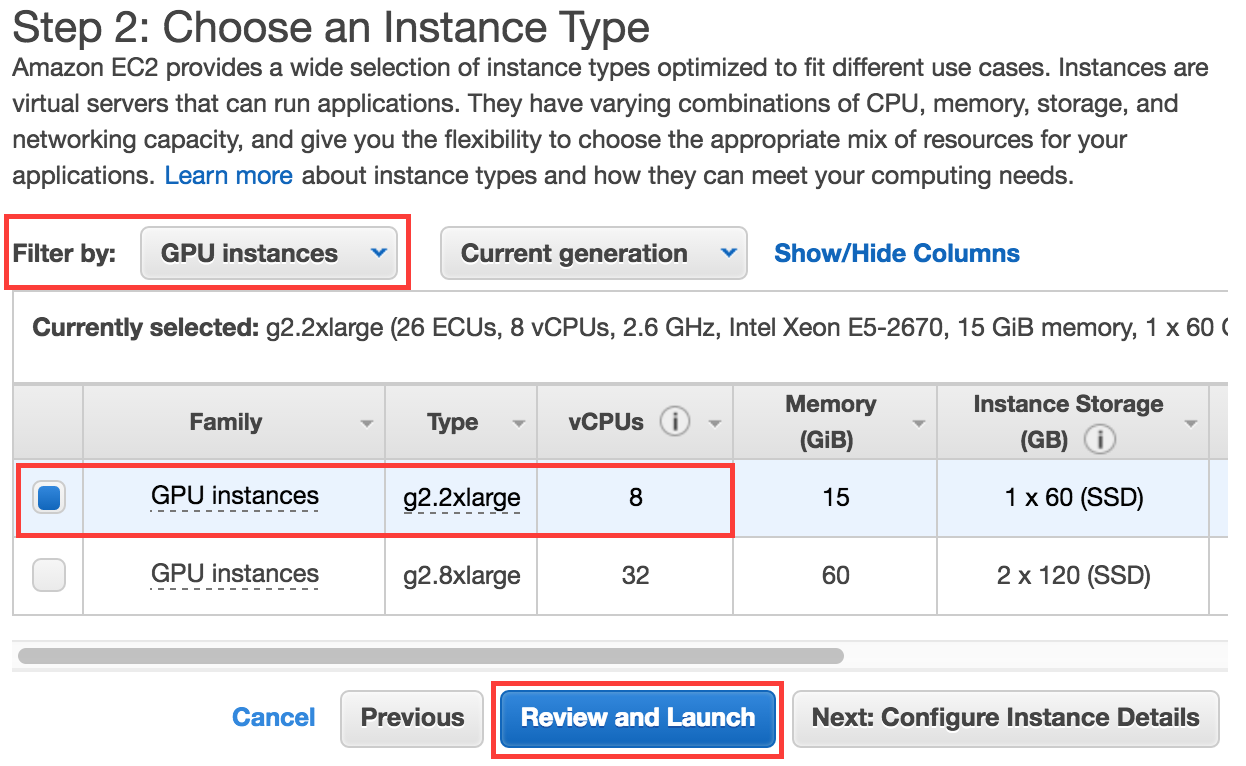 Step 2: Choose an Instance Type
Amazon EC2 provides a wide selection of instance types optimized to fit different use cases. Instances are
virtual servers that can run applications. They have varying combinations of CPU, memory, storage, and
networking capacity, and give you the flexibility to choose the appropriate mix of resources for your
applications. Learn more about instance types and how they can meet your computing needs.
Filter by: GPU instances Current generation Show/Hide Columns
Currently selected: g2.2xlarge (26 ECUs, 8 vCPUs, 2.6 GHz, Intel Xeon E5-2670, 15 GiB memory, 1 x 60
Family Type vCPUs i Memory (GiB) Instance Storage (GB) i
GPU instances g2.2xlarge 8 15 1 x 60 (SSD)
GPU instances g2.8xlarge 32 60 2 x 120 (SSD)
Cancel Previous Review and Launch Next: Configure Instance Details